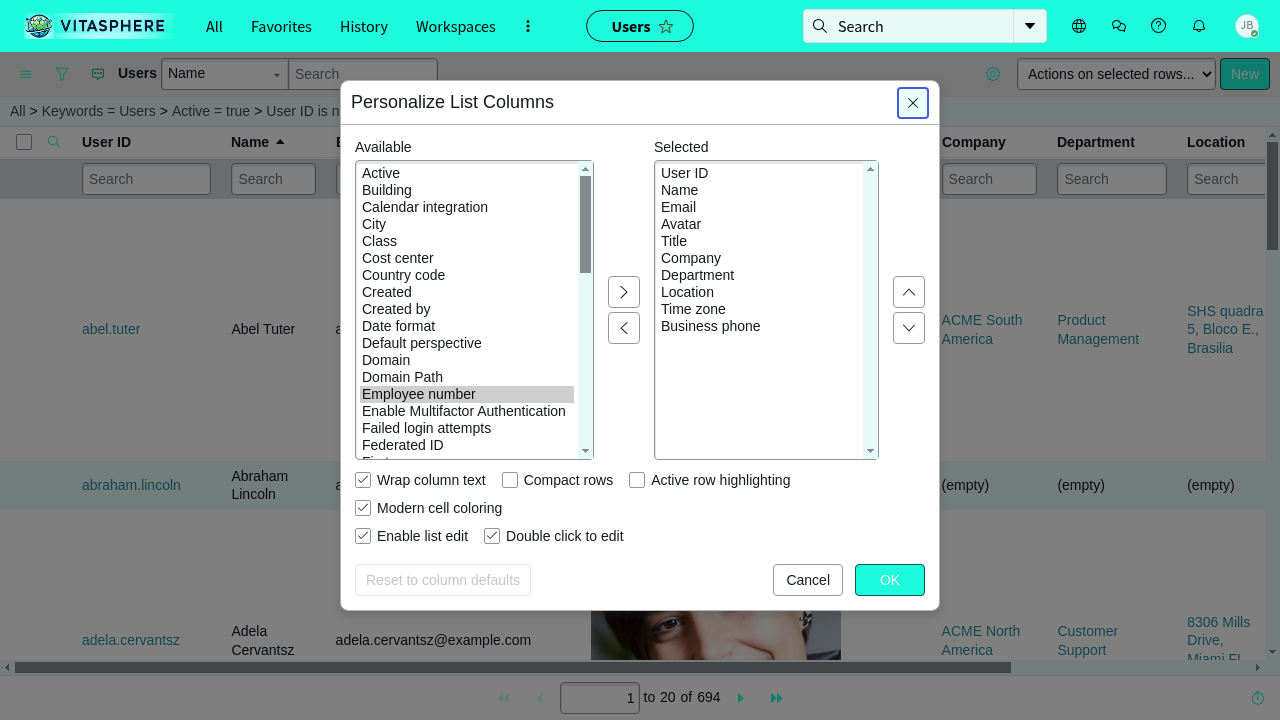 VITASPHERE
All
Favorites
History
Workspaces
Users
Search
JB
Users
Name
Search
Actions on selected rows...
New
All > Keywords = Users > Active = true > User ID is n
User ID
Name
Company
Department
Location
Search
Search
Search
Search
Search
abel.tuter
Abel Tuter
ACME South
America
Product
Management
SHS quadra
5, Bloco E.,
Brasilia
abraham.lincoln
Abraham
Lincoln
(empty)
(empty)
(empty)
adela.cervantsz
Adela
Cervantsz
adela.cervantsz@example.com
ACME North
America
Customer
Support
8306 Mills
Drive,
Miami,FL
1 to 20 of 694
Personalize List Columns
Available
Active
Building
Calendar integration
City
Class
Cost center
Country code
Created
Created by
Date format
Default perspective
Domain
Domain Path
Employee number
Enable Multifactor Authentication
Failed login attempts
Federated ID
Selected
User ID
Name
Email
Avatar
Title
Company
Department
Location
Time zone
Business phone
Wrap column text
Compact rows
Active row highlighting
Modern cell coloring
Enable list edit
Double click to edit
Reset to column defaults
Cancel
OK